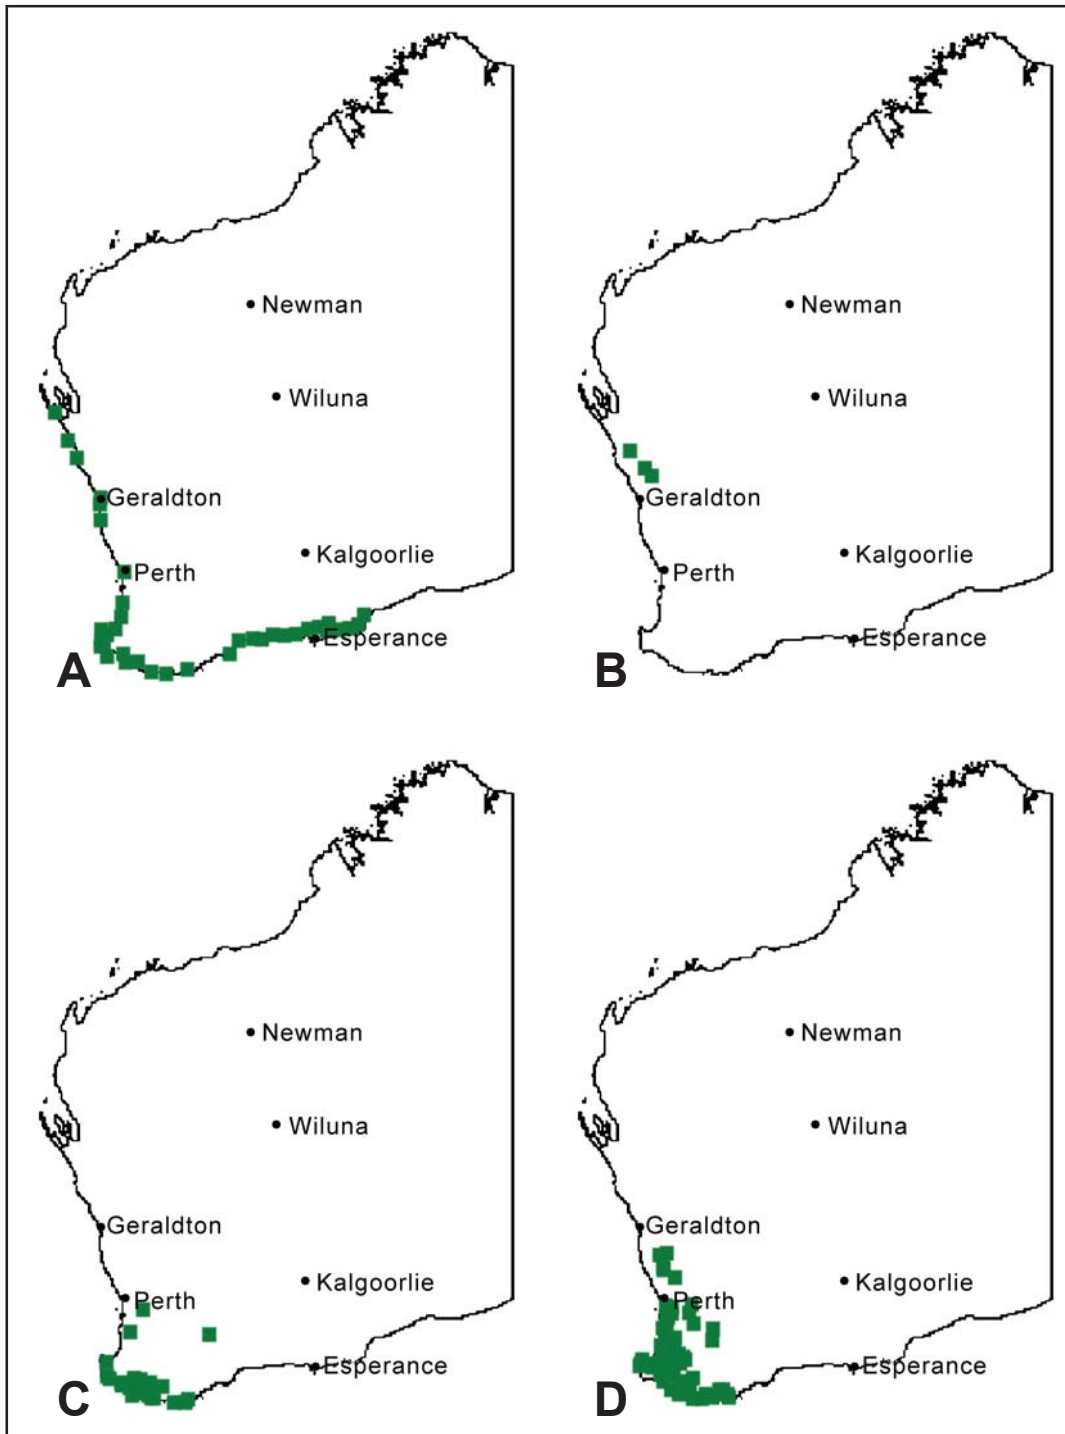 Newman
Wiluna
Geraldton
Kalgoorlie
Perth
Esperance
A
Newman
Wiluna
Geraldton
Kalgoorlie
Perth
Esperance
B
Newman
Wiluna
Geraldton
Kalgoorlie
Perth
Esperance
C
Newman
Wiluna
Geraldton
Kalgoorlie
Perth
Esperance
D